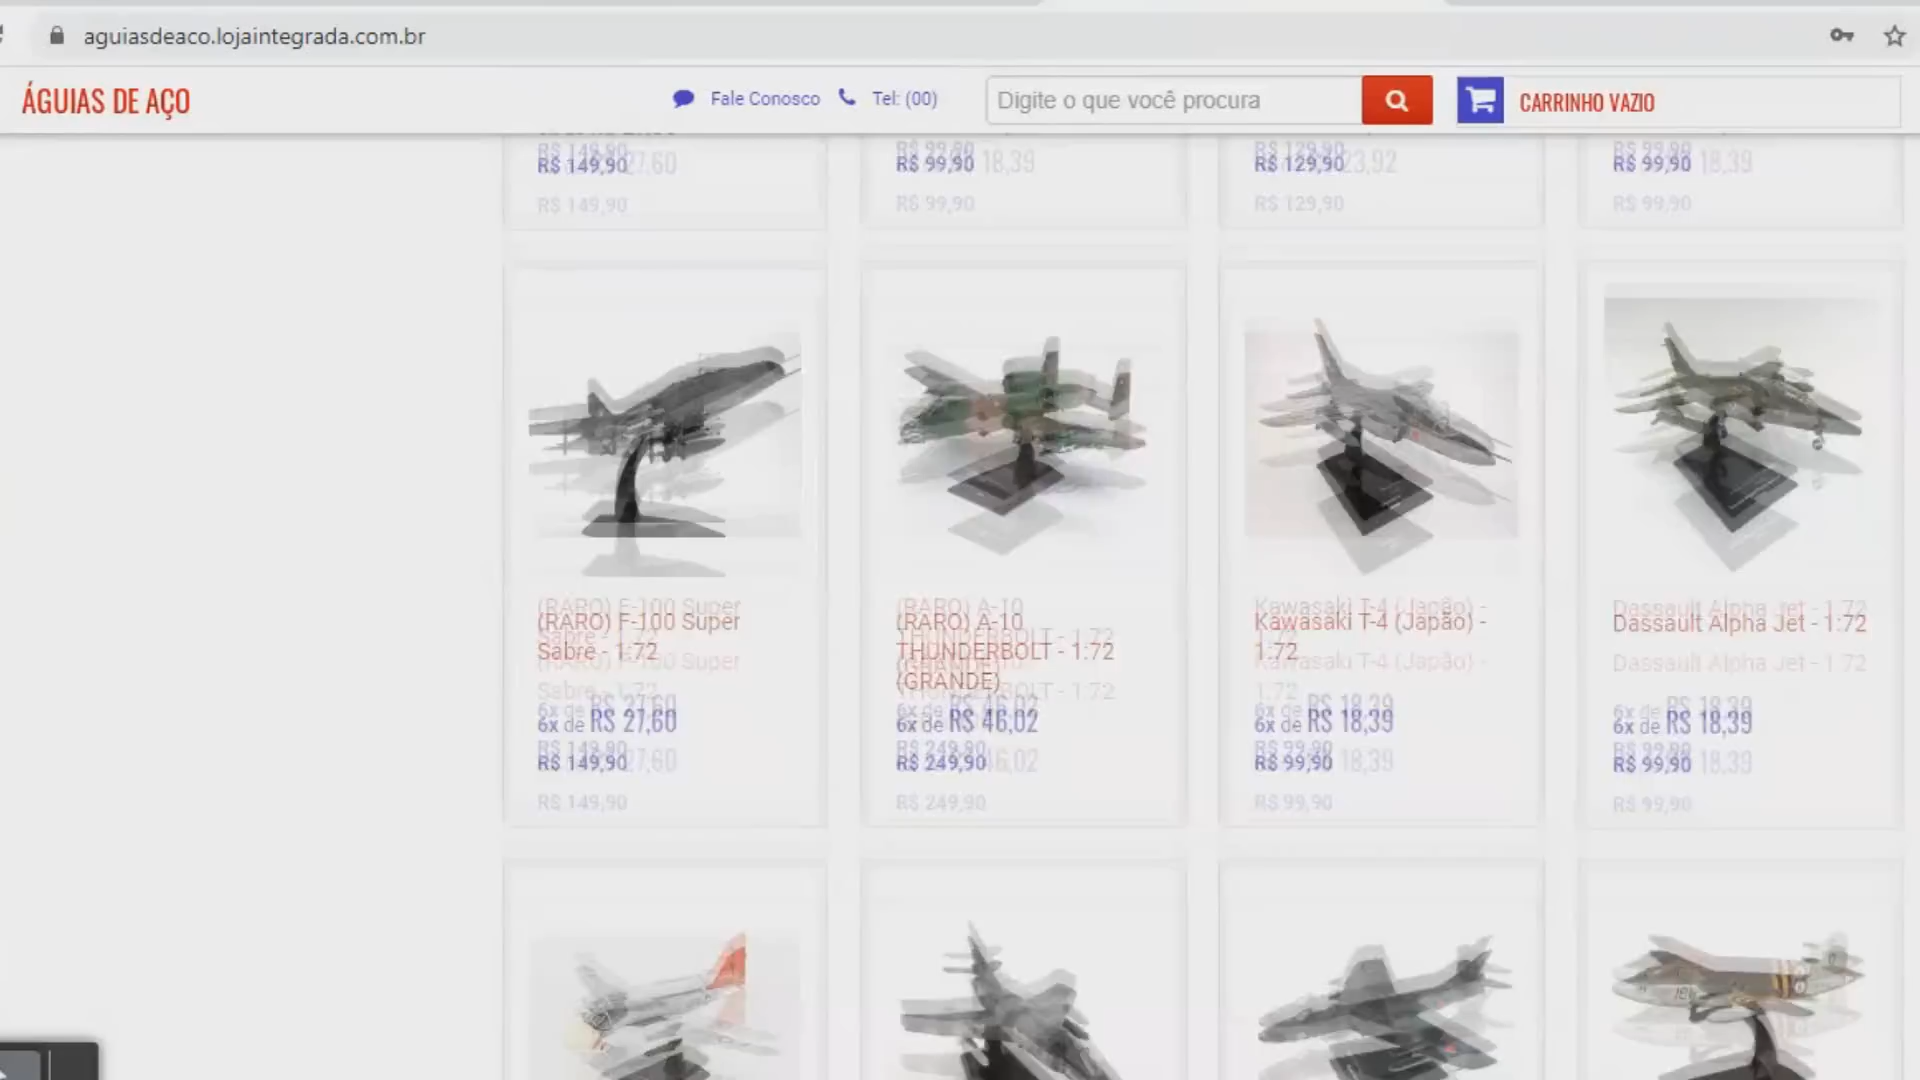 aguiasdeaco.lojaintegrada.com.br
ÁGUIAS DE AÇO
Fale Conosco
Tel: (00)
Digite o que você procura
CARRINHO VAZIO
R$ 149,90
R$ 99,90
R$ 129,90
R$ 99,90
(RARO) F-100 Super
Sabre - 1:72
6x de R$ 27,60
R$ 149,90
(RARO) A-10
THUNDERBOLT - 1:72
(GRANDE)
6x de R$ 46,02
R$ 249,90
Kawasaki T-4 (Japão) -
1:72
6x de R$ 18,39
R$ 99,90
Dassault Alpha Jet - 1:72
6x de R$ 18,39
R$ 99,90